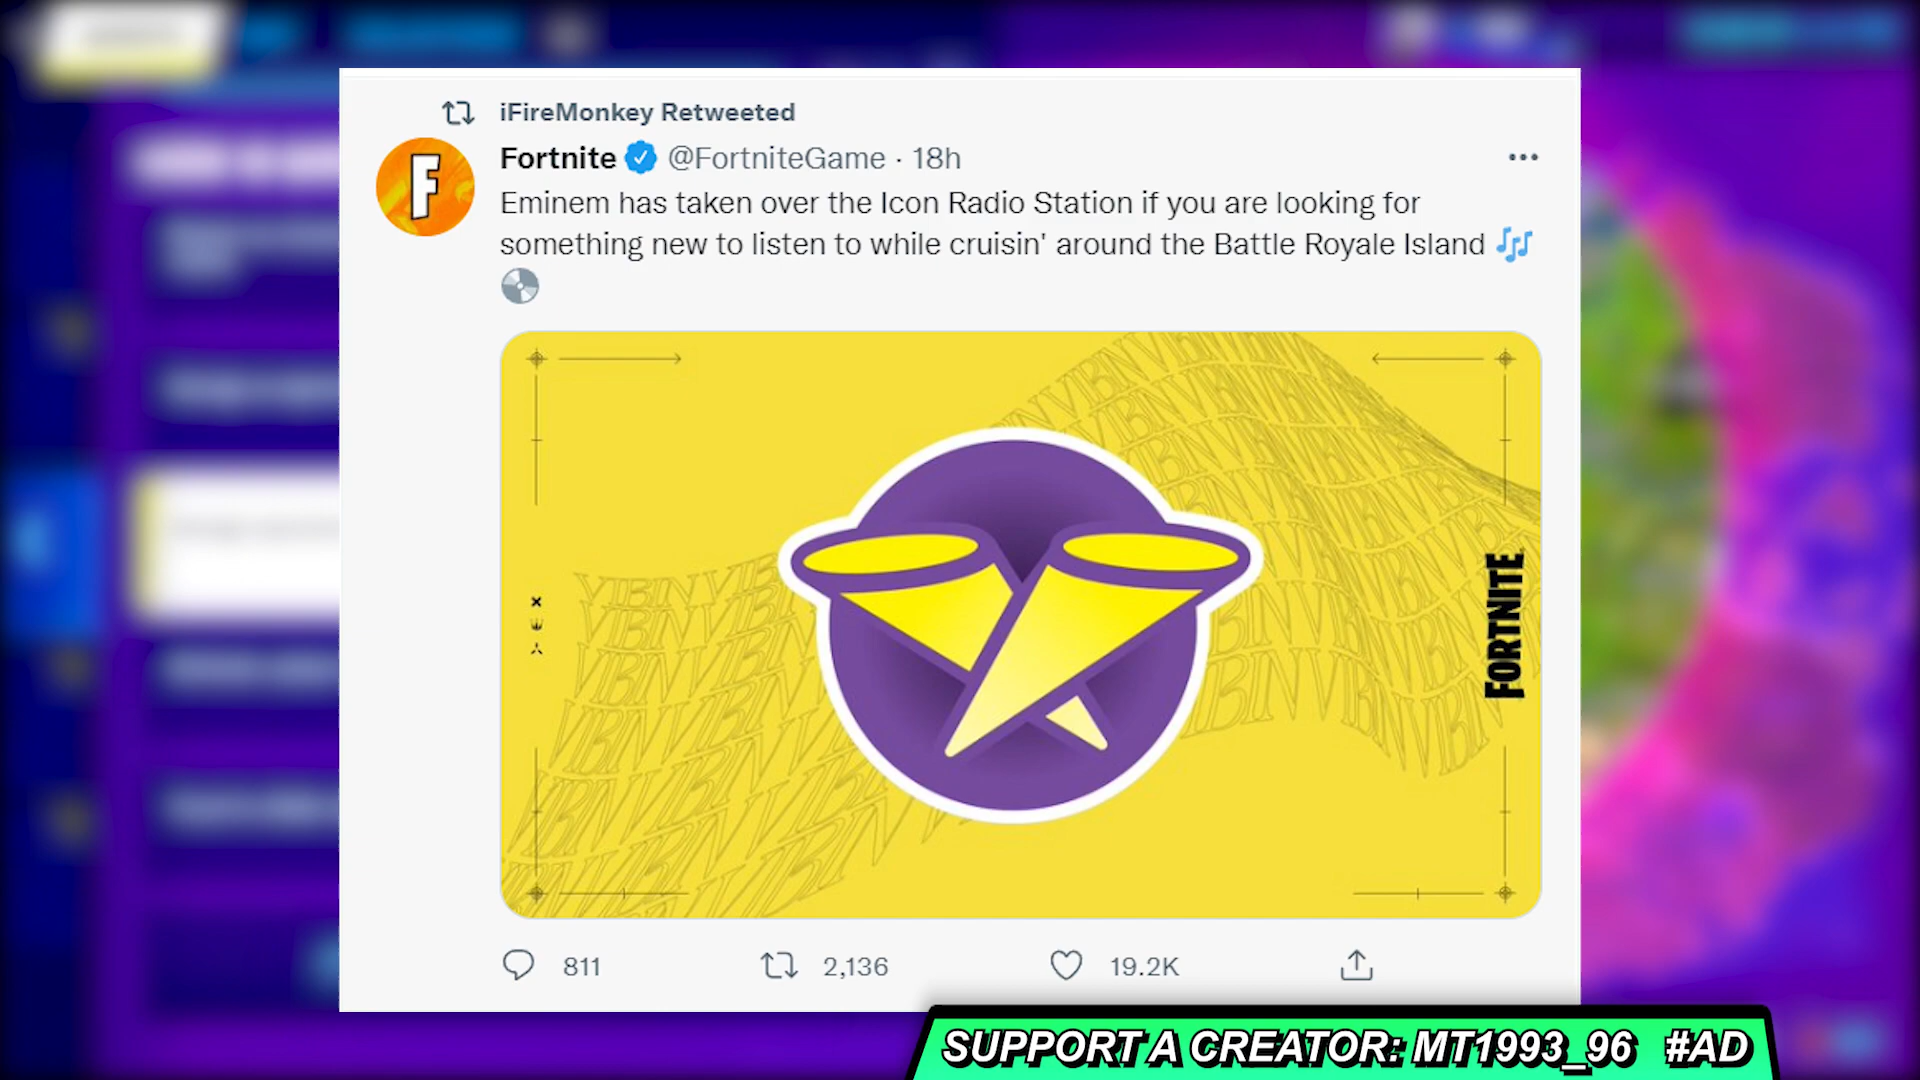 iFireMonkey Retweeted
Fortnite @FortniteGame · 18h
Eminem has taken over the Icon Radio Station if you are looking for
something new to listen to while cruisin' around the Battle Royale Island
FORTNITE
811 2,136 19.2K
SUPPORT A CREATOR: MT1993_96 #AD